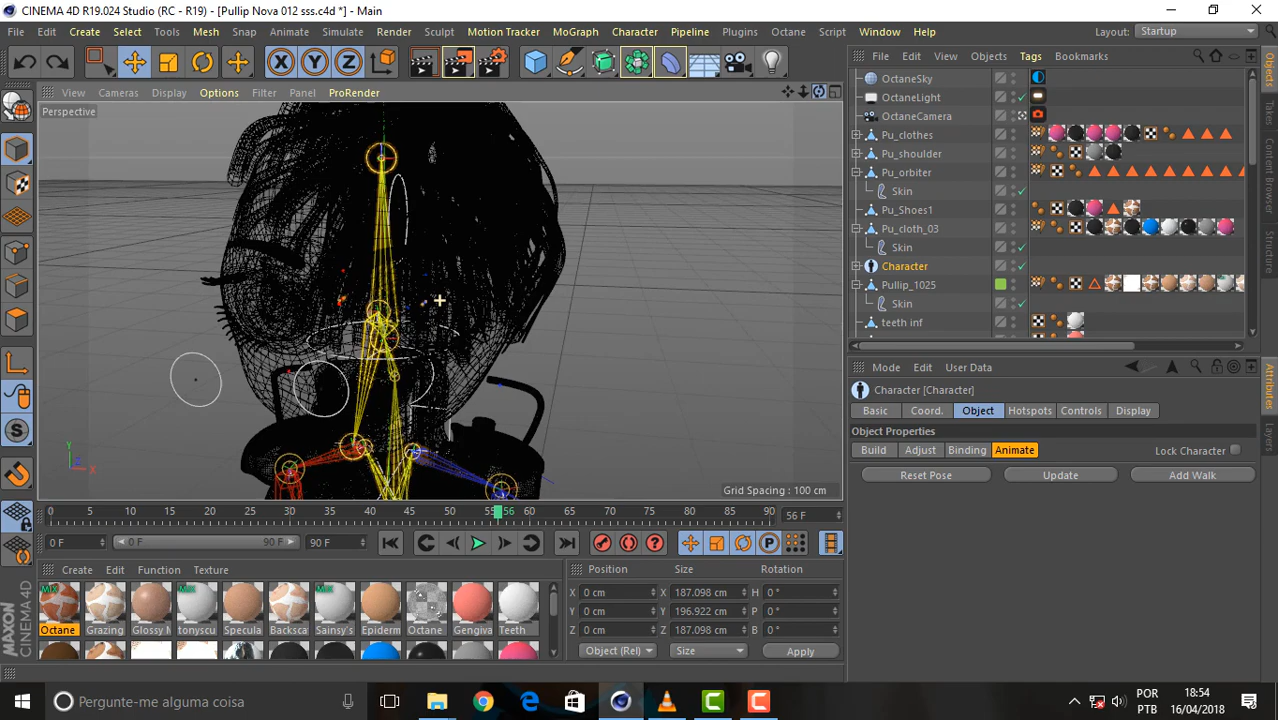 CINEMA 4D R19.024 Studio (RC - R19) - [Pullip Nova 012 sss.c4d *] - Main
File Edit Create Select Tools Mesh Snap Animate Simulate Render Sculpt Motion Tracker MoGraph Character Pipeline Plugins Octane Script Window Help Layout: Startup
X Y Z
View Cameras Display Options Filter Panel ProRender
Perspective
Grid Spacing : 100 cm
File Edit View Objects Tags Bookmarks
OctaneSky
OctaneLight
OctaneCamera
Pu_clothes
Pu_shoulder
Pu_orbiter
Skin
Pu_Shoes1
Pu_cloth_03
Skin
Character
Pullip_1025
Skin
teeth inf
Objects
Takes
Content Browser
Structure
Attributes
Layers
Mode Edit User Data
Character [Character]
Basic Coord. Object Hotspots Controls Display
Object Properties
Build Adjust Binding Animate Lock Character
Reset Pose Update Add Walk
0 5 10 15 20 25 30 35 40 45 50 55 56 60 65 70 75 80 85 90 56 F
0 F 0 F 90 F 90 F
Create Edit Function Texture
Octane Grazing Glossy M tonyscu Specula Backscat Sainsy's Epiderm Octane Gengiva Teeth
Position Size Rotation
X 0 cm X 187.098 cm H 0 °
Y 0 cm Y 196.922 cm P 0 °
Z 0 cm Z 187.098 cm B 0 °
Object (Rel) Size Apply
MAXON
CINEMA 4D
Pergunte-me alguma coisa
POR
PTB
18:54
16/04/2018